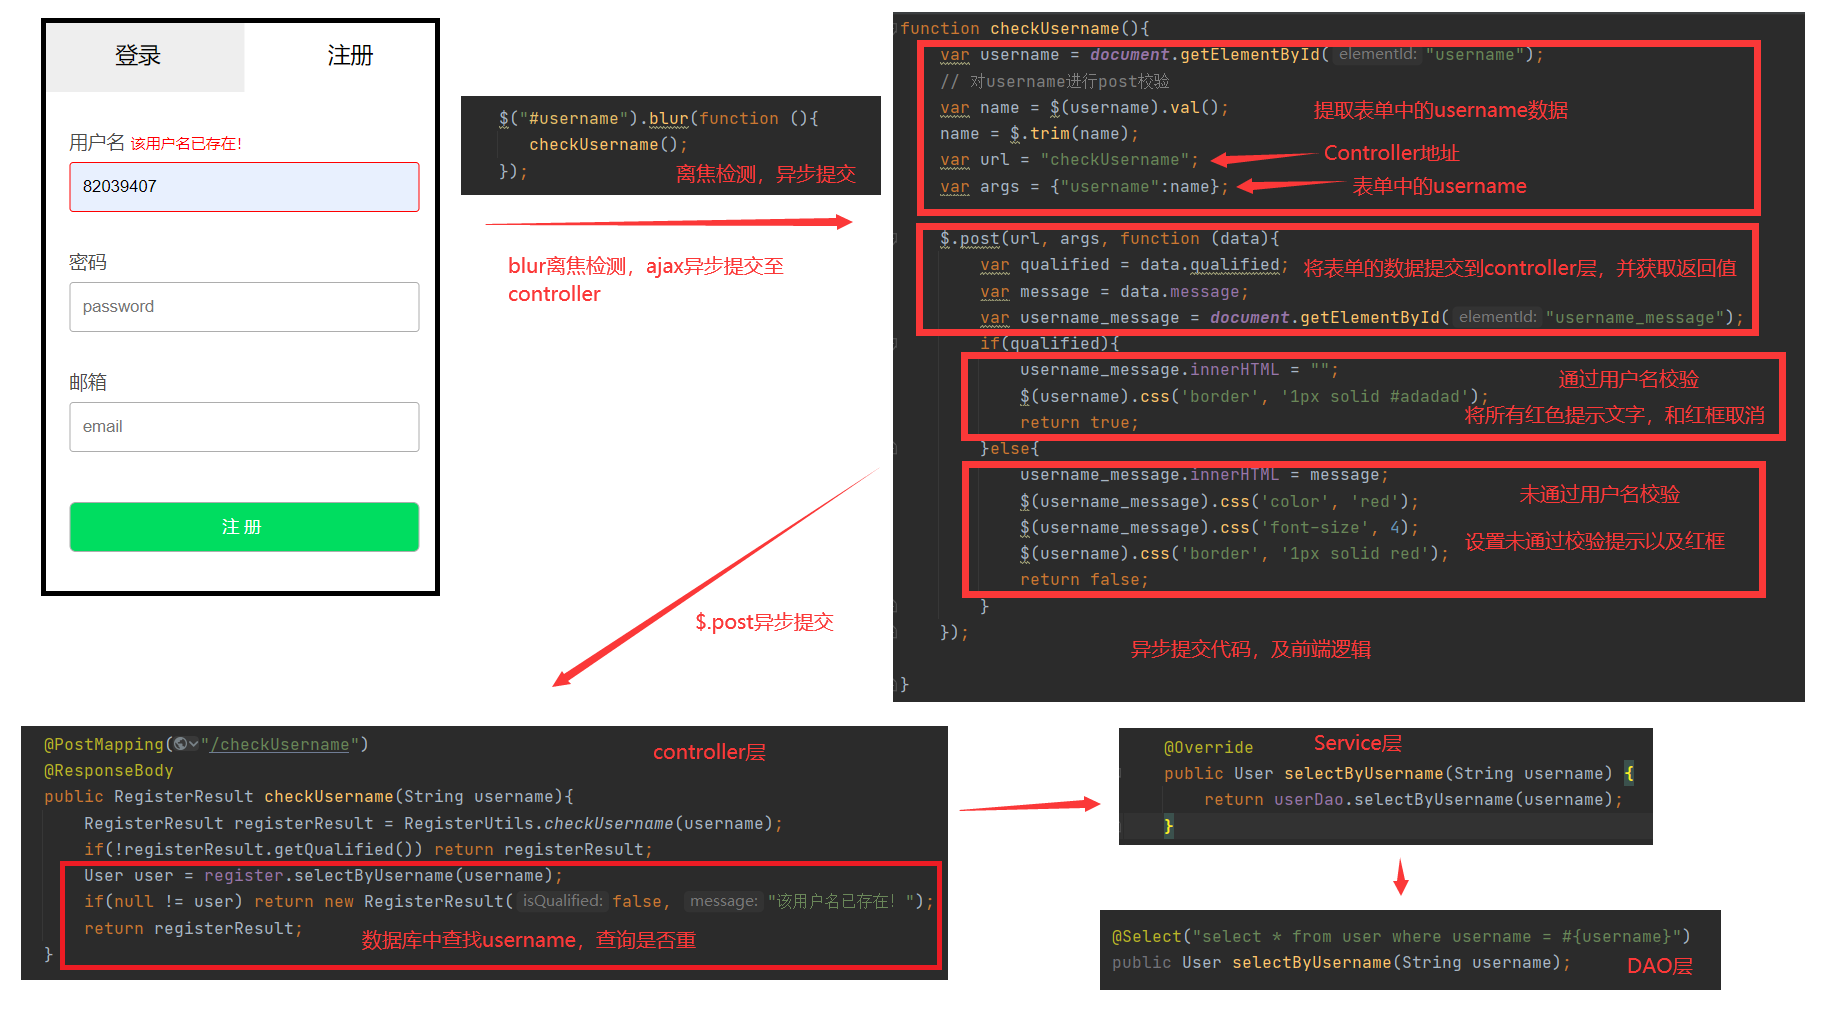 登录
注册
用户名 该用户名已存在!
82039407
密码
password
邮箱
email
注 册
$("#username").blur(function (){
checkUsername();
});
离焦检测，异步提交
blur离焦检测，ajax异步提交至
controller
function checkUsername(){
var username = document.getElementById( elementId: "username");
// 对username进行post校验
var name = $(username).val();
提取表单中的username数据
name = $.trim(name);
var url = "checkUsername";
Controller地址
var args = {"username":name};
表单中的username
$.post(url, args, function (data){
var qualified = data.qualified;
将表单的数据提交到controller层，并获取返回值
var message = data.message;
var username_message = document.getElementById( elementId: "username_message");
if(qualified){
username_message.innerHTML = "";
通过用户名校验
$(username).css('border', '1px solid #adadad');
将所有红色提示文字，和红框取消
return true;
}else{
username_message.innerHTML = message;
未通过用户名校验
$(username_message).css('color', 'red');
$(username_message).css('font-size', 4);
设置未通过校验提示以及红框
$(username).css('border', '1px solid red');
return false;
}
});
异步提交代码，及前端逻辑
}
$.post异步提交
@PostMapping("/checkUsername")
controller层
@ResponseBody
public RegisterResult checkUsername(String username){
RegisterResult registerResult = RegisterUtils.checkUsername(username);
if(!registerResult.getQualified()) return registerResult;
User user = register.selectByUsername(username);
if(null != user) return new RegisterResult( isQualified: false, message: "该用户名已存在！");
return registerResult;
数据库中查找username，查询是否重
}
@Override
Service层
public User selectByUsername(String username) {
return userDao.selectByUsername(username);
}
@Select("select * from user where username = #{username}")
public User selectByUsername(String username);
DAO层